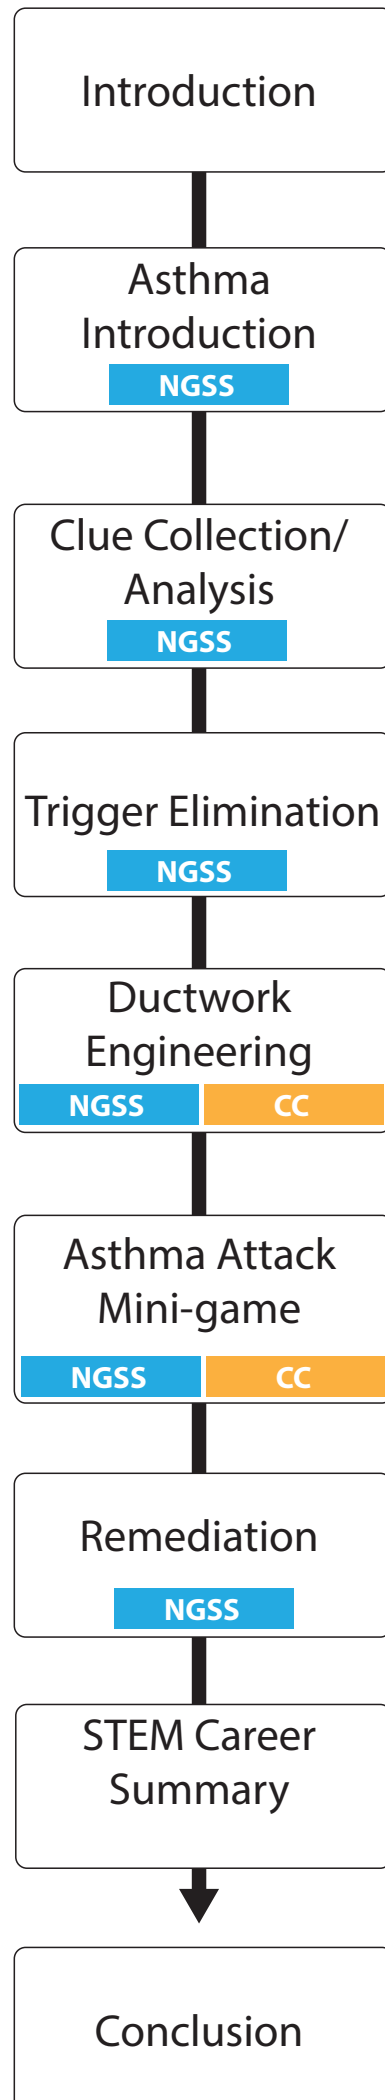 Introduction
Asthma
Introduction
NGSS
Clue Collection/
Analysis
NGSS
Trigger Elimination
NGSS
Ductwork
Engineering
NGSS CC
Asthma Attack
Mini-game
NGSS CC
Remediation
NGSS
STEM Career
Summary
Conclusion